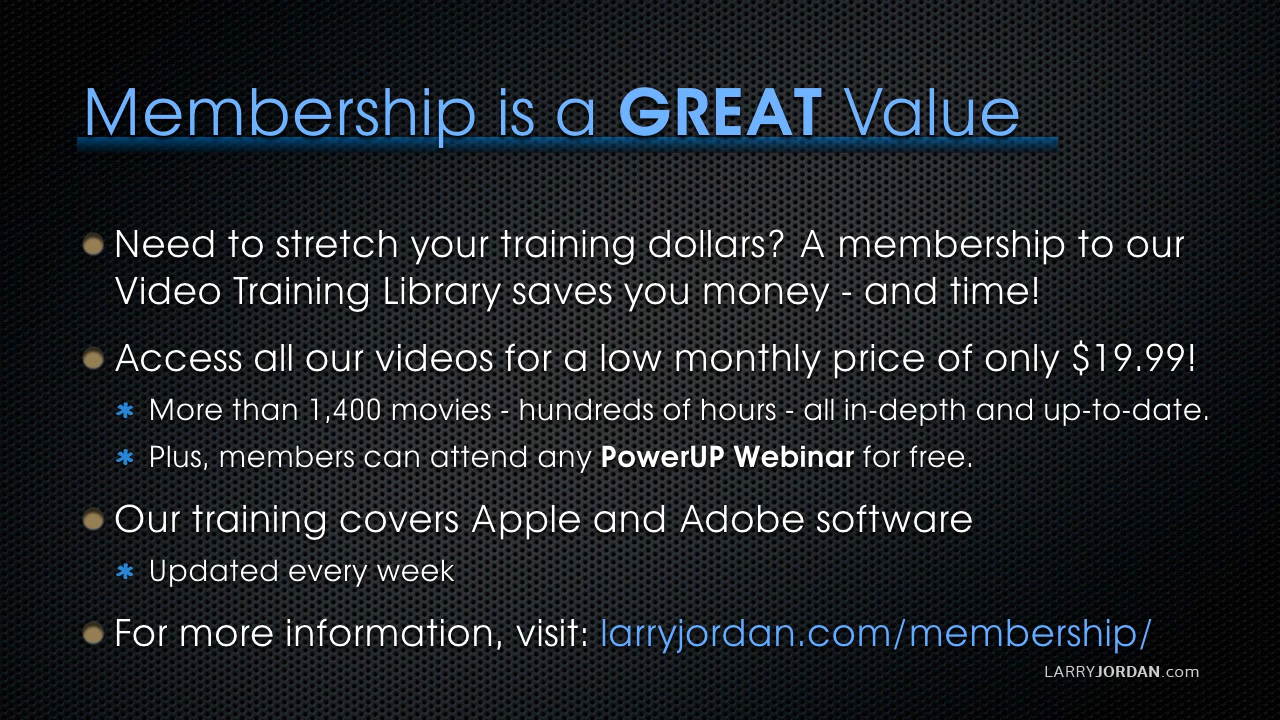 Membership is a GREAT Value
Need to stretch your training dollars? A membership to our
Video Training Library saves you money - and time!
Access all our videos for a low monthly price of only $19.99!
More than 1,400 movies - hundreds of hours - all in-depth and up-to-date.
Plus, members can attend any PowerUP Webinar for free.
Our training covers Apple and Adobe software
Updated every week
For more information, visit: larryjordan.com/membership/
LARRYJORDAN.com